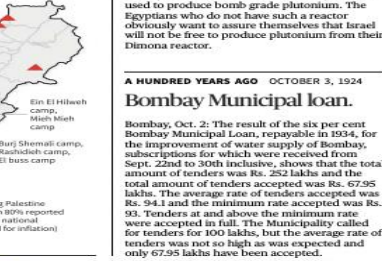 used to produce bomb grade plutonium. The
Egyptians who do not have such a reactor
obviously want to assure themselves that Israel
will not be free to produce plutonium from their
Dimona reactor.
A HUNDRED YEARS AGO OCTOBER 3, 1924
Bombay Municipal loan.
Bombay, Oct. 2: The result of the six per cent
Bombay Municipal Loan, repayable in 1934, for
the improvement of water supply of Bombay,
subscriptions for which were received from
Sept. 22nd to 30th inclusive, shows that the total
amount of tenders was Rs. 252 lakhs and the
total amount of tenders accepted was Rs. 67.95
lakhs. The average rate of tenders accepted was
Rs. 94.1 and the minimum rate accepted was Rs.
93. Tenders at and above the minimum rate
were accepted in full. The Municipality called
for tenders for 100 lakhs, but the average rate of
tenders was not so high as was expected and
only 67.95 lakhs have been accepted.
Ein El Hilweh
camp,
Mieh Mieh
camp
Burj Shemali camp,
Rashidieh camp,
El buss camp
Palestine
80% reported
national
for inflation)